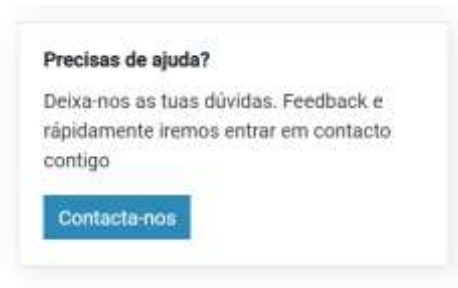 Precisas de ajuda?
Deixa-nos as tuas dúvidas. Feedback e
rápidamente iremos entrar em contacto
contigo
Contacta-nos